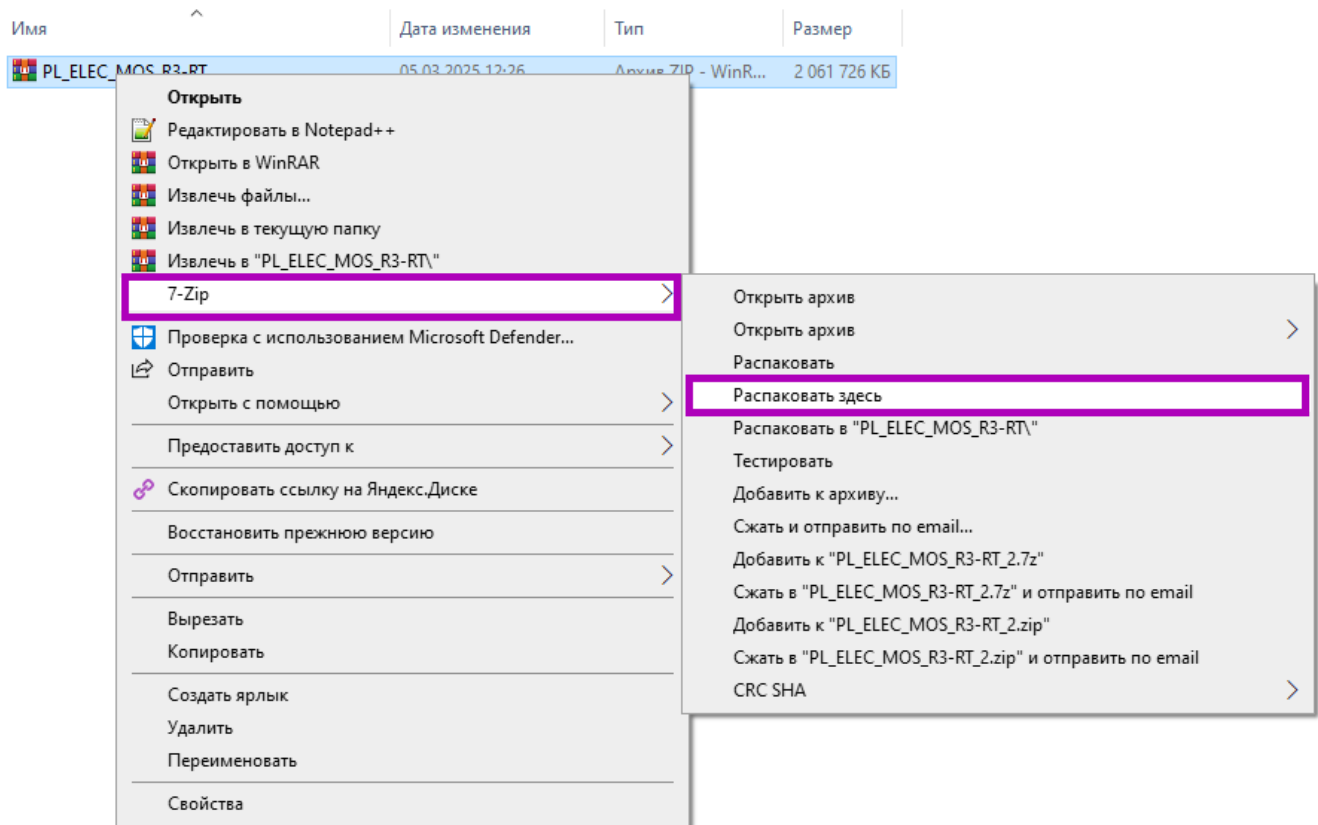 Имя Дата изменения Тип Размер
PL_ELEC_MOS_R3-RT 05.03.2025 12:26 Архив ZIP - WinR... 2 061 726 КБ
Открыть
Редактировать в Notepad++
Открыть в WinRAR
Извлечь файлы...
Извлечь в текущую папку
Извлечь в "PL_ELEC_MOS_R3-RT\"
7-Zip
Проверка с использованием Microsoft Defender...
Отправить
Открыть с помощью
Предоставить доступ к
Скопировать ссылку на Яндекс.Диске
Восстановить прежнюю версию
Отправить
Вырезать
Копировать
Создать ярлык
Удалить
Переименовать
Свойства
Открыть архив
Открыть архив
Распаковать
Распаковать здесь
Распаковать в "PL_ELEC_MOS_R3-RT\"
Тестировать
Добавить к архиву...
Сжать и отправить по email...
Добавить к "PL_ELEC_MOS_R3-RT_2.7z"
Сжать в "PL_ELEC_MOS_R3-RT_2.7z" и отправить по email
Добавить к "PL_ELEC_MOS_R3-RT_2.zip"
Сжать в "PL_ELEC_MOS_R3-RT_2.zip" и отправить по email
CRC SHA